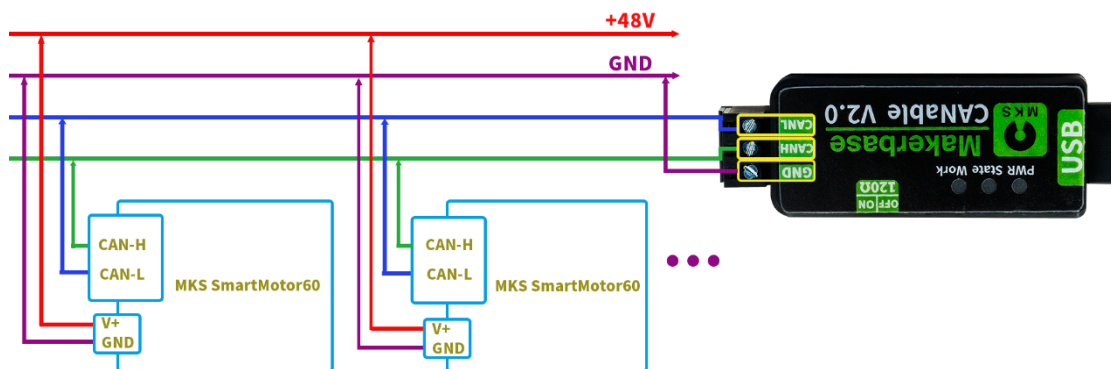 +48V
GND
CANL
CANH
GND
MKS CANable V2.0
Makerbase
PWR State Work
OFF ON
120Ω
USB
MKS
CAN-H
CAN-L
MKS SmartMotor60
V+
GND
CAN-H
CAN-L
MKS SmartMotor60
V+
GND